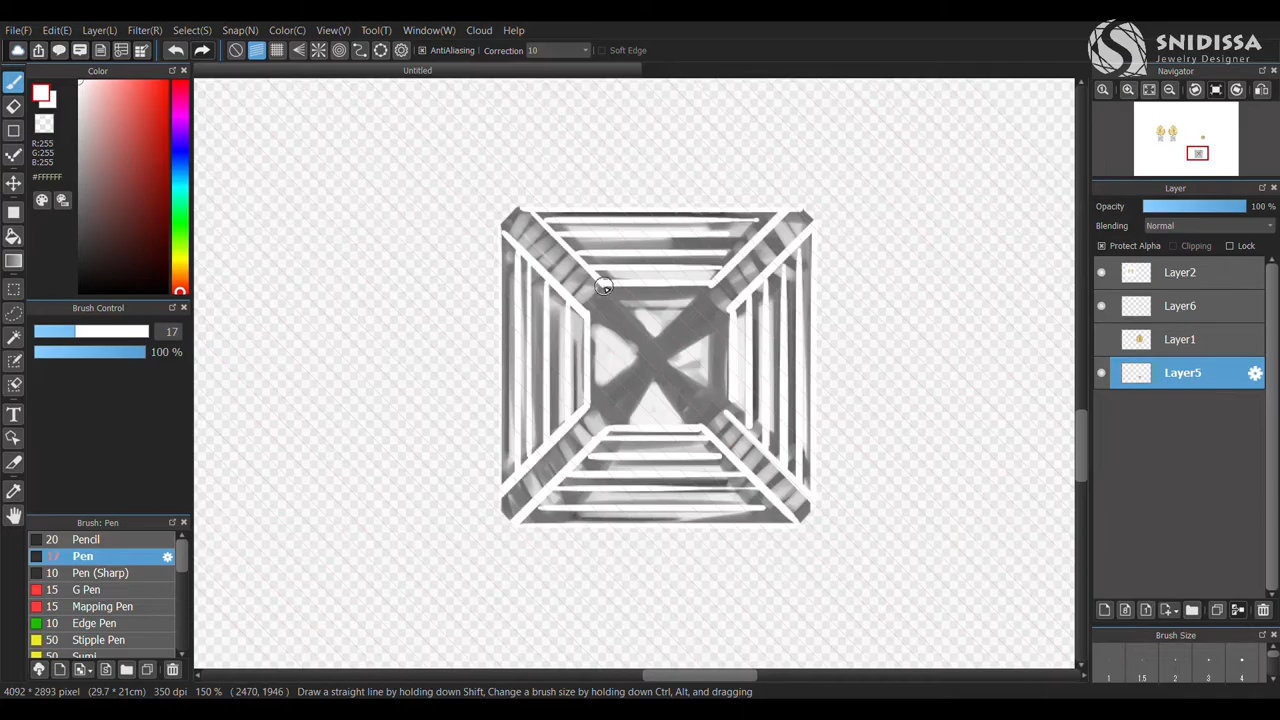 File(F) Edit(E) Layer(L) Filter(R) Select(S) Snap(N) Color(C) View(V) Tool(T) Window(W) Cloud Help
AntiAliasing Correction 10 Soft Edge
SNIDISSA
Jewelry Designer
Color
Untitled
Navigator
R:255
G:255
B:255
#FFFFFF
Layer
Opacity 100 %
Blending Normal
Protect Alpha Clipping Lock
Layer2
Layer6
Layer1
Layer5
Brush Control
17
100 %
Brush: Pen
20 Pencil
17 Pen
10 Pen (Sharp)
15 G Pen
15 Mapping Pen
10 Edge Pen
50 Stipple Pen
50 Sumi
Brush Size
1 1.5 2 3 4
4092 * 2893 pixel (29.7 * 21cm) 350 dpi 150 % ( 2470, 1946 ) Draw a straight line by holding down Shift, Change a brush size by holding down Ctrl, Alt, and dragging